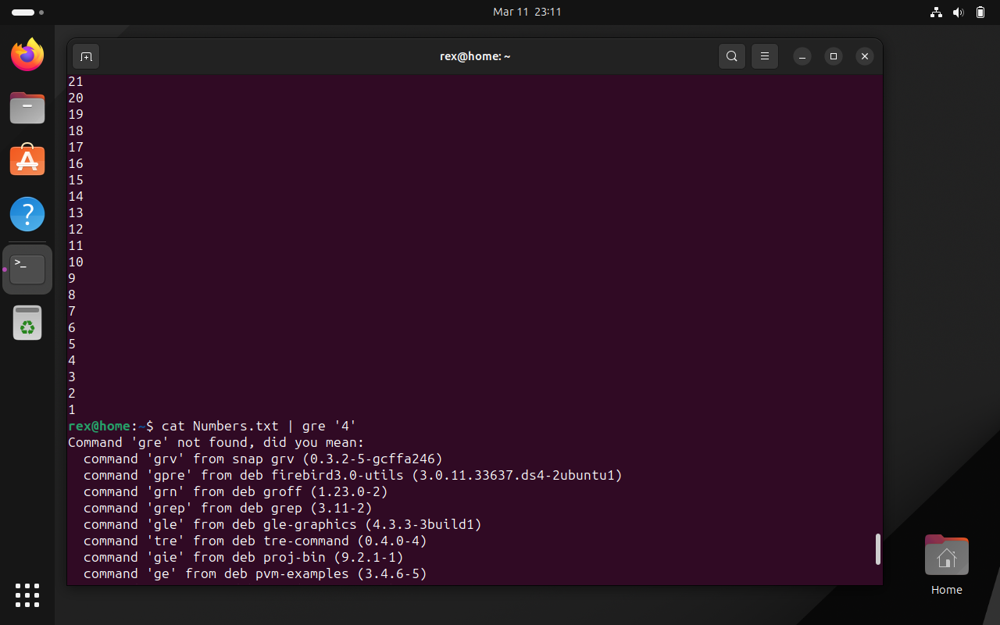 Mar 11 23:11
rex@home: ~
21
20
19
18
17
16
15
14
13
12
11
10
9
8
7
6
5
4
3
2
1
rex@home:~$ cat Numbers.txt | gre '4'
Command 'gre' not found, did you mean:
command 'grv' from snap grv (0.3.2-5-gcffa246)
command 'gpre' from deb firebird3.0-utils (3.0.11.33637.ds4-2ubuntu1)
command 'grn' from deb groff (1.23.0-2)
command 'grep' from deb grep (3.11-2)
command 'gle' from deb gle-graphics (4.3.3-3build1)
command 'tre' from deb tre-command (0.4.0-4)
command 'gie' from deb proj-bin (9.2.1-1)
command 'ge' from deb pvm-examples (3.4.6-5)
Home